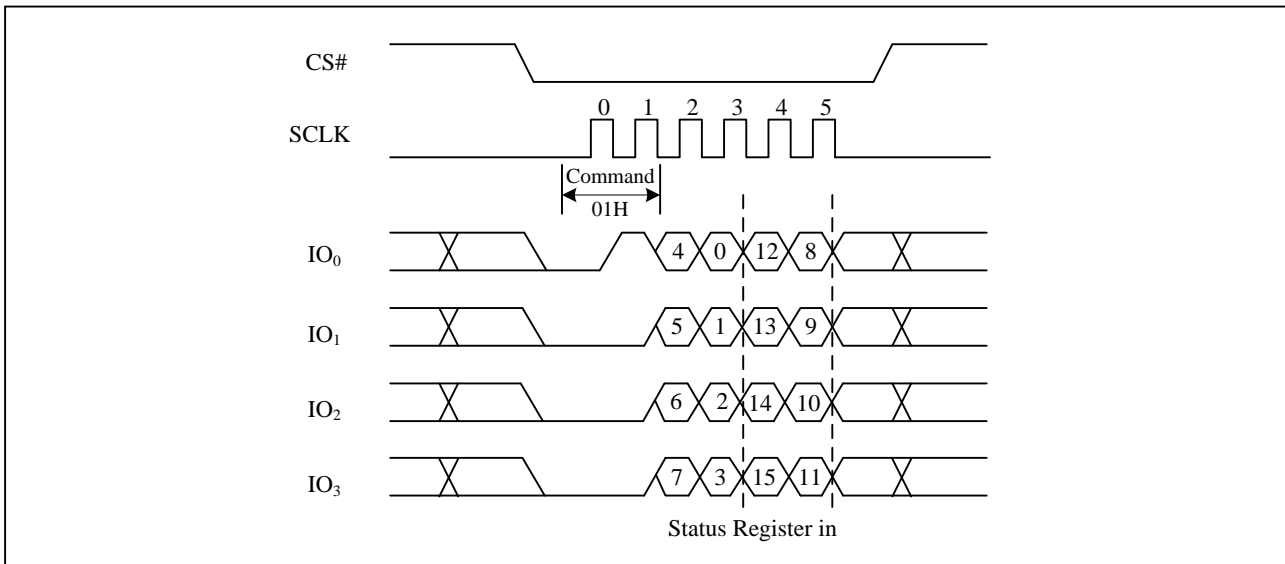 CS#
0 1 2 3 4 5
SCLK
Command
01H
IO0 4 0 12 8
IO1 5 1 13 9
IO2 6 2 14 10
IO3 7 3 15 11
Status Register in